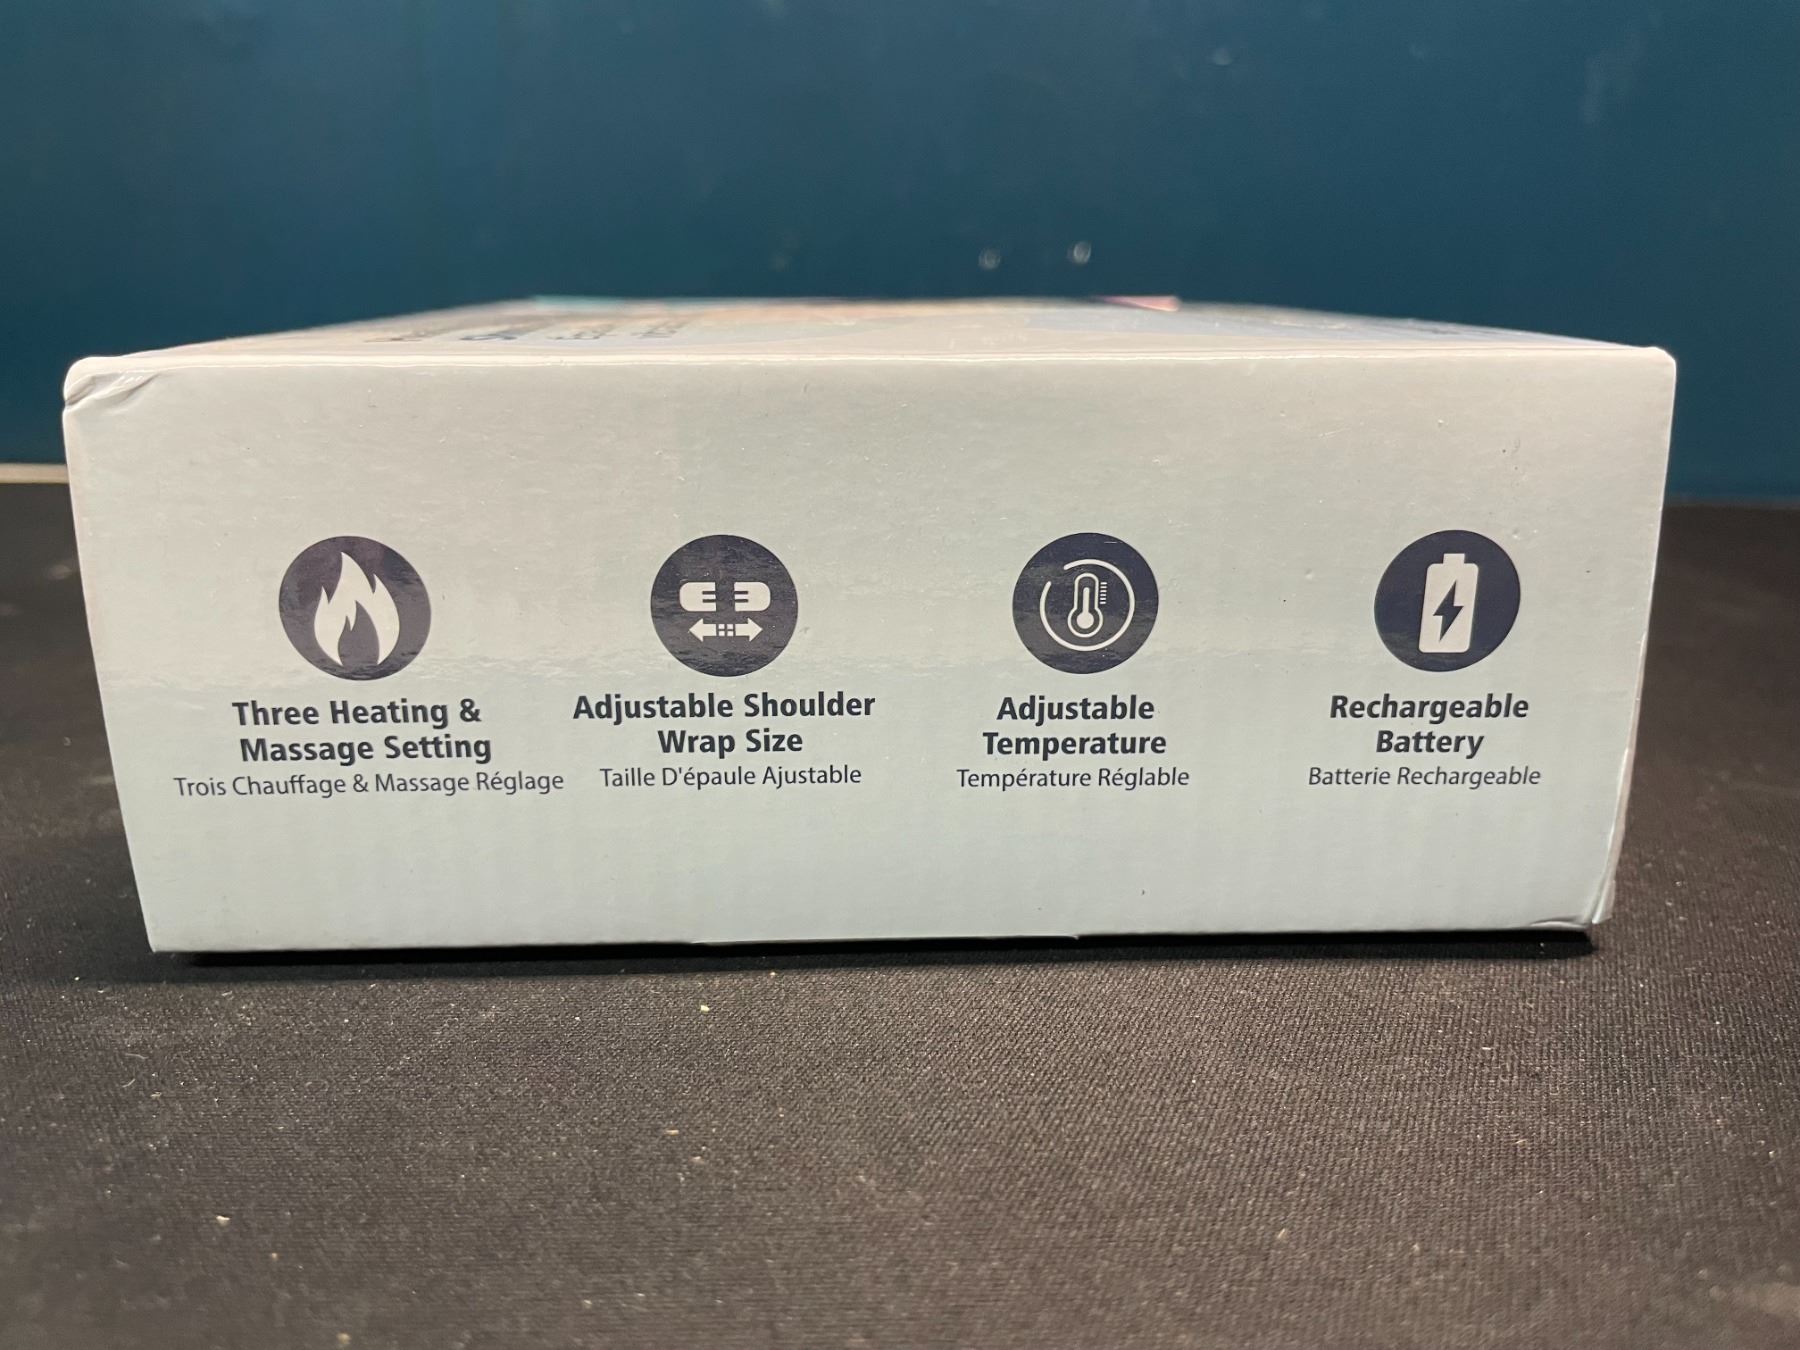 Three Heating &
Massage Setting
Trois Chauffage & Massage Réglage
Adjustable Shoulder
Wrap Size
Taille D'épaule Ajustable
Adjustable
Temperature
Température Réglable
Rechargeable
Battery
Batterie Rechargeable